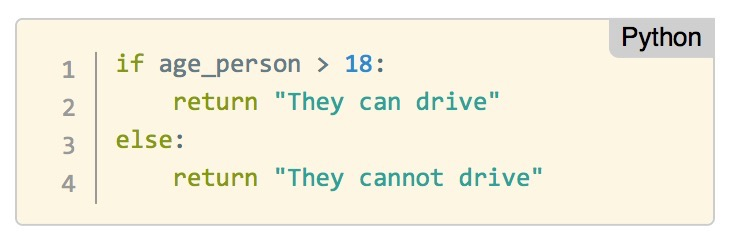 Python
1 if age_person > 18:
2     return "They can drive"
3 else:
4     return "They cannot drive"